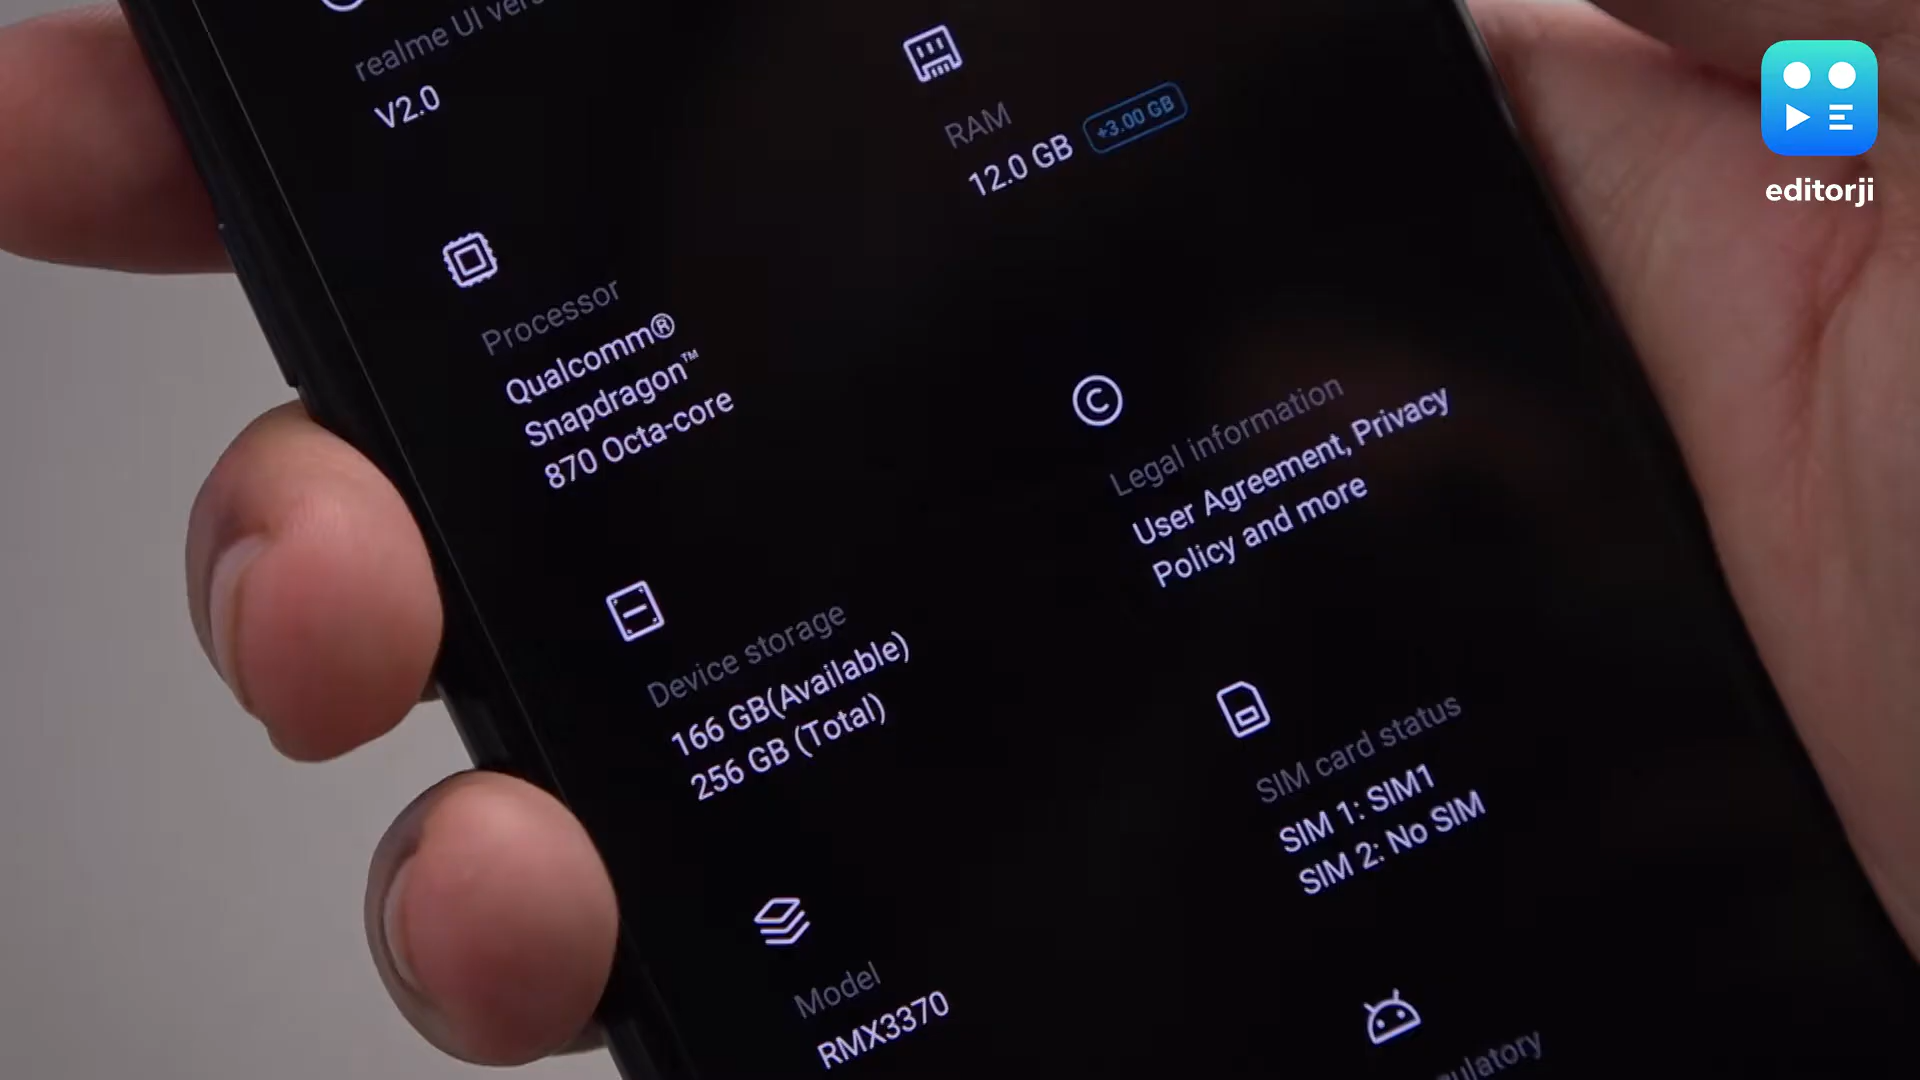 realme UI
V2.0
RAM
12.0 GB +3.00 GB
Processor
Qualcomm®
Snapdragon™
870 Octa-core
Legal information
User Agreement, Privacy
Policy and more
Device storage
166 GB(Available)
256 GB (Total)
SIM card status
SIM 1: SIM1
SIM 2: No SIM
Model
RMX3370
editorji